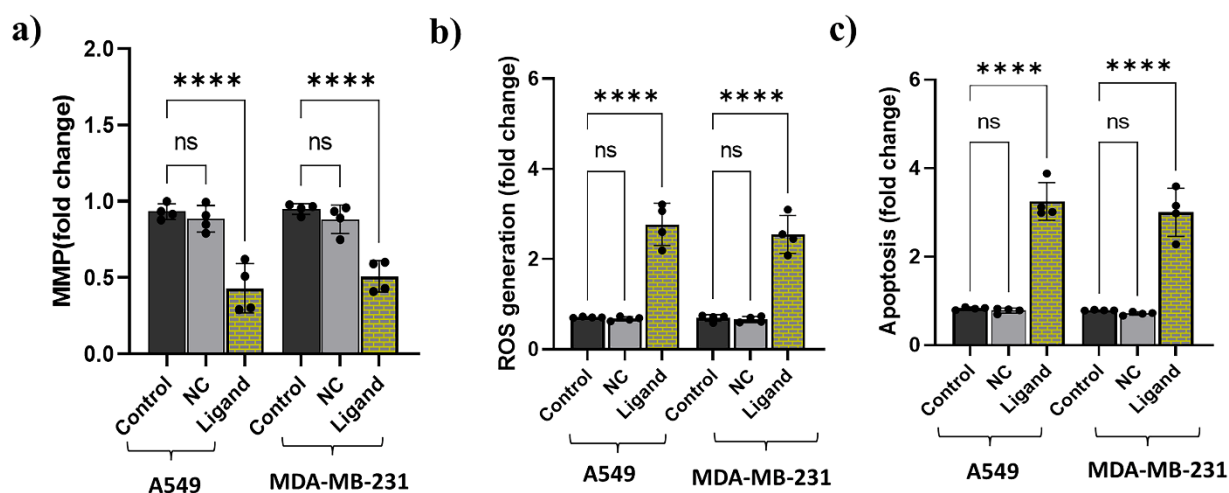 a)
MMP(fold change)
2.0
1.5
1.0
0.5
0.0
****
****
ns
ns
Control
NC
Ligand
Control
NC
Ligand
A549
MDA-MB-231
b)
ROS generation (fold change)
6
4
2
0
****
****
ns
ns
Control
NC
Ligand
Control
NC
Ligand
A549
MDA-MB-231
c)
Apoptosis (fold change)
6
4
2
0
****
****
ns
ns
Control
NC
Ligand
Control
NC
Ligand
A549
MDA-MB-231